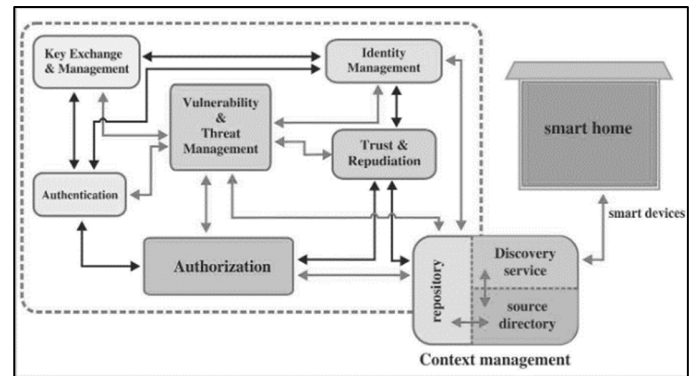 Key Exchange
& Management
Identity
Management
Vulnerability
&
Threat
Management
Trust &
Repudiation
Authentication
Authorization
smart home
smart devices
repository
Discovery
service
source
directory
Context management